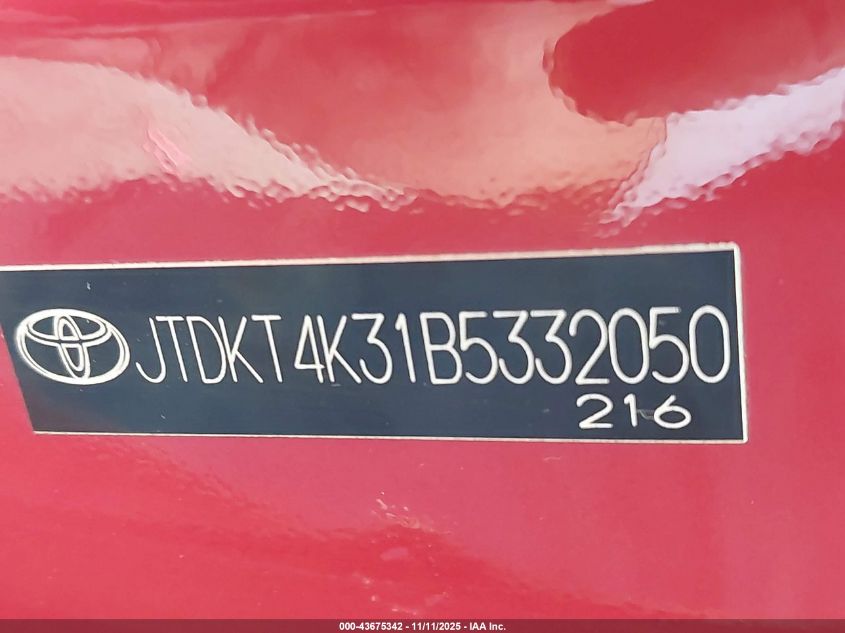 JTDKT4K31B5332050
216
000-43675342 - 11/11/2025 - IAA Inc.